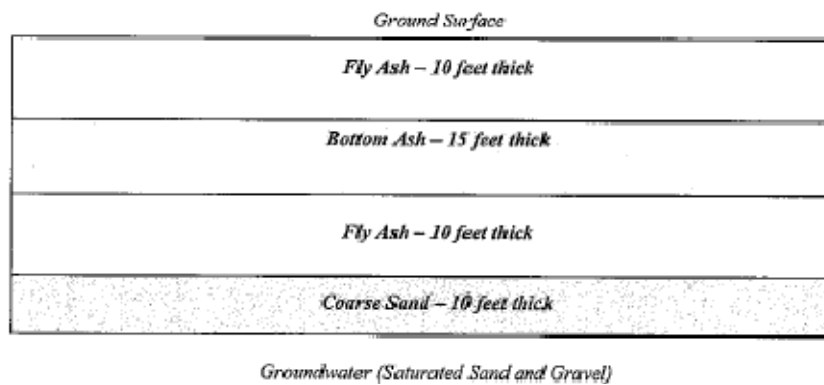 Ground Surface
Fly Ash – 10 feet thick
Bottom Ash – 15 feet thick
Fly Ash – 10 feet thick
Coarse Sand – 10 feet thick
Groundwater (Saturated Sand and Gravel)